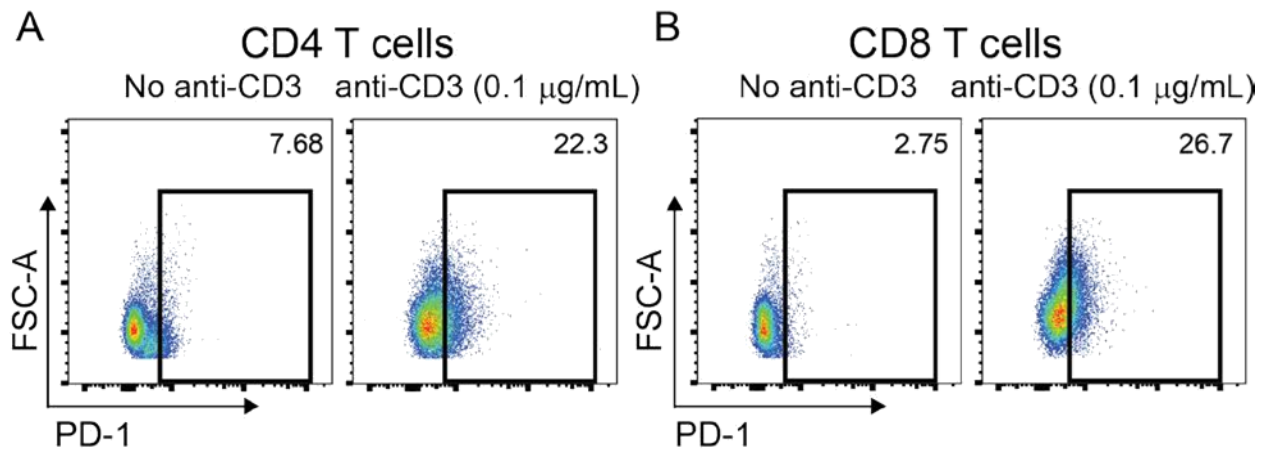 A
CD4 T cells
No anti-CD3 anti-CD3 (0.1 μg/mL)
7.68
22.3
FSC-A
PD-1
B
CD8 T cells
No anti-CD3 anti-CD3 (0.1 μg/mL)
2.75
26.7
FSC-A
PD-1